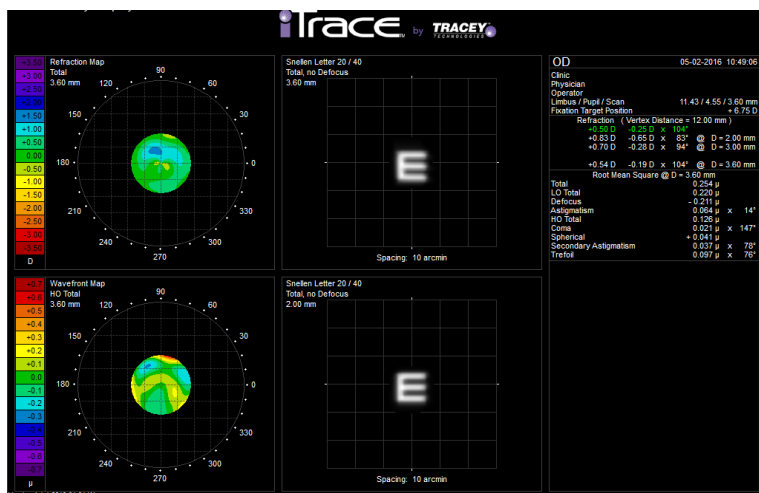 iTrace by TRACEY
TECHNOLOGIES
Refraction Map
Total
3.60 mm
+3.50
+3.00
+2.50
+2.00
+1.50
+1.00
+0.50
0.00
-0.50
-1.00
-1.50
-2.00
-2.50
-3.00
-3.50
D
90
120
60
150
30
180
0
210
330
240
300
270
Snellen Letter 20 / 40
Total, no Defocus
3.60 mm
E
Spacing: 10 arcmin
Wavefront Map
HO Total
3.60 mm
+0.7
+0.6
+0.5
+0.4
+0.3
+0.2
+0.1
0.0
-0.1
-0.2
-0.3
-0.4
-0.5
-0.6
-0.7
µ
90
120
60
150
30
180
0
210
330
240
300
270
Snellen Letter 20 / 40
Total, no Defocus
2.00 mm
E
Spacing: 10 arcmin
OD 05-02-2016 10:49:06
Clinic
Physician
Operator
Limbus / Pupil / Scan 11.43 / 4.55 / 3.60 mm
Fixation Target Position + 6.75 D
Refraction ( Vertex Distance = 12.00 mm )
+0.50 D -0.25 D x 104°
+0.83 D -0.65 D x 83° @ D = 2.00 mm
+0.70 D -0.28 D x 94° @ D = 3.00 mm
+0.54 D -0.19 D x 104° @ D = 3.60 mm
Root Mean Square @ D = 3.60 mm
Total 0.254 µ
LO Total 0.220 µ
Defocus - 0.211 µ
Astigmatism 0.064 µ x 14°
HO Total 0.126 µ
Coma 0.021 µ x 147°
Spherical + 0.041 µ
Secondary Astigmatism 0.037 µ x 78°
Trefoil 0.097 µ x 76°